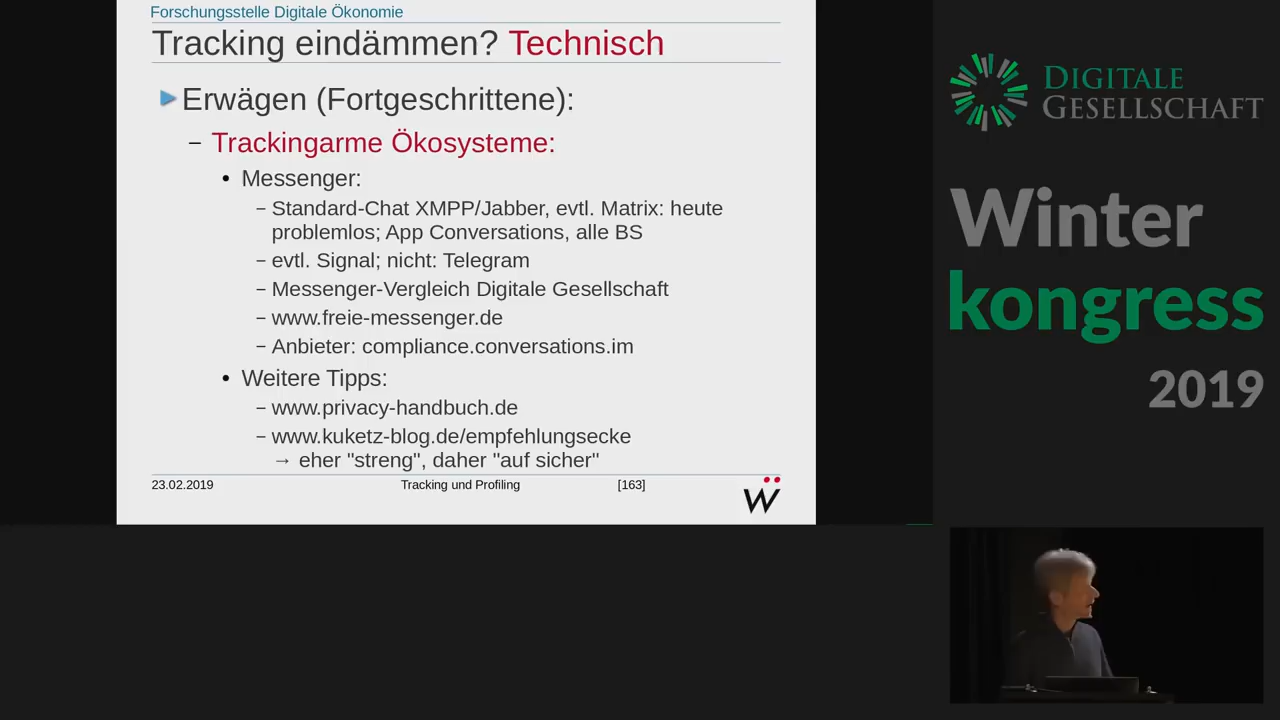 Forschungsstelle Digitale Ökonomie
Tracking eindämmen? Technisch
Erwägen (Fortgeschrittene):
– Trackingarme Ökosysteme:
• Messenger:
– Standard-Chat XMPP/Jabber, evtl. Matrix: heute
problemlos; App Conversations, alle BS
– evtl. Signal; nicht: Telegram
– Messenger-Vergleich Digitale Gesellschaft
– www.freie-messenger.de
– Anbieter: compliance.conversations.im
• Weitere Tipps:
– www.privacy-handbuch.de
– www.kuketz-blog.de/empfehlungsecke
→ eher "streng", daher "auf sicher"
23.02.2019 Tracking und Profiling [163]
Ẅ
DIGITALE
GESELLSCHAFT
Winter
kongress
2019